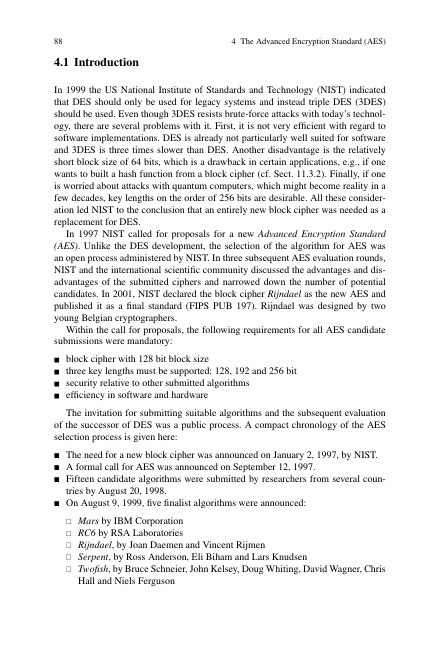 88 4 The Advanced Encryption Standard (AES)
4.1 Introduction
In 1999 the US National Institute of Standards and Technology (NIST) indicated
that DES should only be used for legacy systems and instead triple DES (3DES)
should be used. Even though 3DES resists brute-force attacks with today's technol-
ogy, there are several problems with it. First, it is not very efficient with regard to
software implementations. DES is already not particularly well suited for software
and 3DES is three times slower than DES. Another disadvantage is the relatively
short block size of 64 bits, which is a drawback in certain applications, e.g., if one
wants to built a hash function from a block cipher (cf. Sect. 11.3.2). Finally, if one
is worried about attacks with quantum computers, which might become reality in a
few decades, key lengths on the order of 256 bits are desirable. All these consider-
ation led NIST to the conclusion that an entirely new block cipher was needed as a
replacement for DES.
In 1997 NIST called for proposals for a new Advanced Encryption Standard
(AES). Unlike the DES development, the selection of the algorithm for AES was
an open process administered by NIST. In three subsequent AES evaluation rounds,
NIST and the international scientific community discussed the advantages and dis-
advantages of the submitted ciphers and narrowed down the number of potential
candidates. In 2001, NIST declared the block cipher Rijndael as the new AES and
published it as a final standard (FIPS PUB 197). Rijndael was designed by two
young Belgian cryptographers.
Within the call for proposals, the following requirements for all AES candidate
submissions were mandatory:
■ block cipher with 128 bit block size
■ three key lengths must be supported: 128, 192 and 256 bit
■ security relative to other submitted algorithms
■ efficiency in software and hardware
The invitation for submitting suitable algorithms and the subsequent evaluation
of the successor of DES was a public process. A compact chronology of the AES
selection process is given here:
■ The need for a new block cipher was announced on January 2, 1997, by NIST.
■ A formal call for AES was announced on September 12, 1997.
■ Fifteen candidate algorithms were submitted by researchers from several coun-
tries by August 20, 1998.
■ On August 9, 1999, five finalist algorithms were announced:
□ Mars by IBM Corporation
□ RC6 by RSA Laboratories
□ Rijndael, by Joan Daemen and Vincent Rijmen
□ Serpent, by Ross Anderson, Eli Biham and Lars Knudsen
□ Twofish, by Bruce Schneier, John Kelsey, Doug Whiting, David Wagner, Chris
Hall and Niels Ferguson